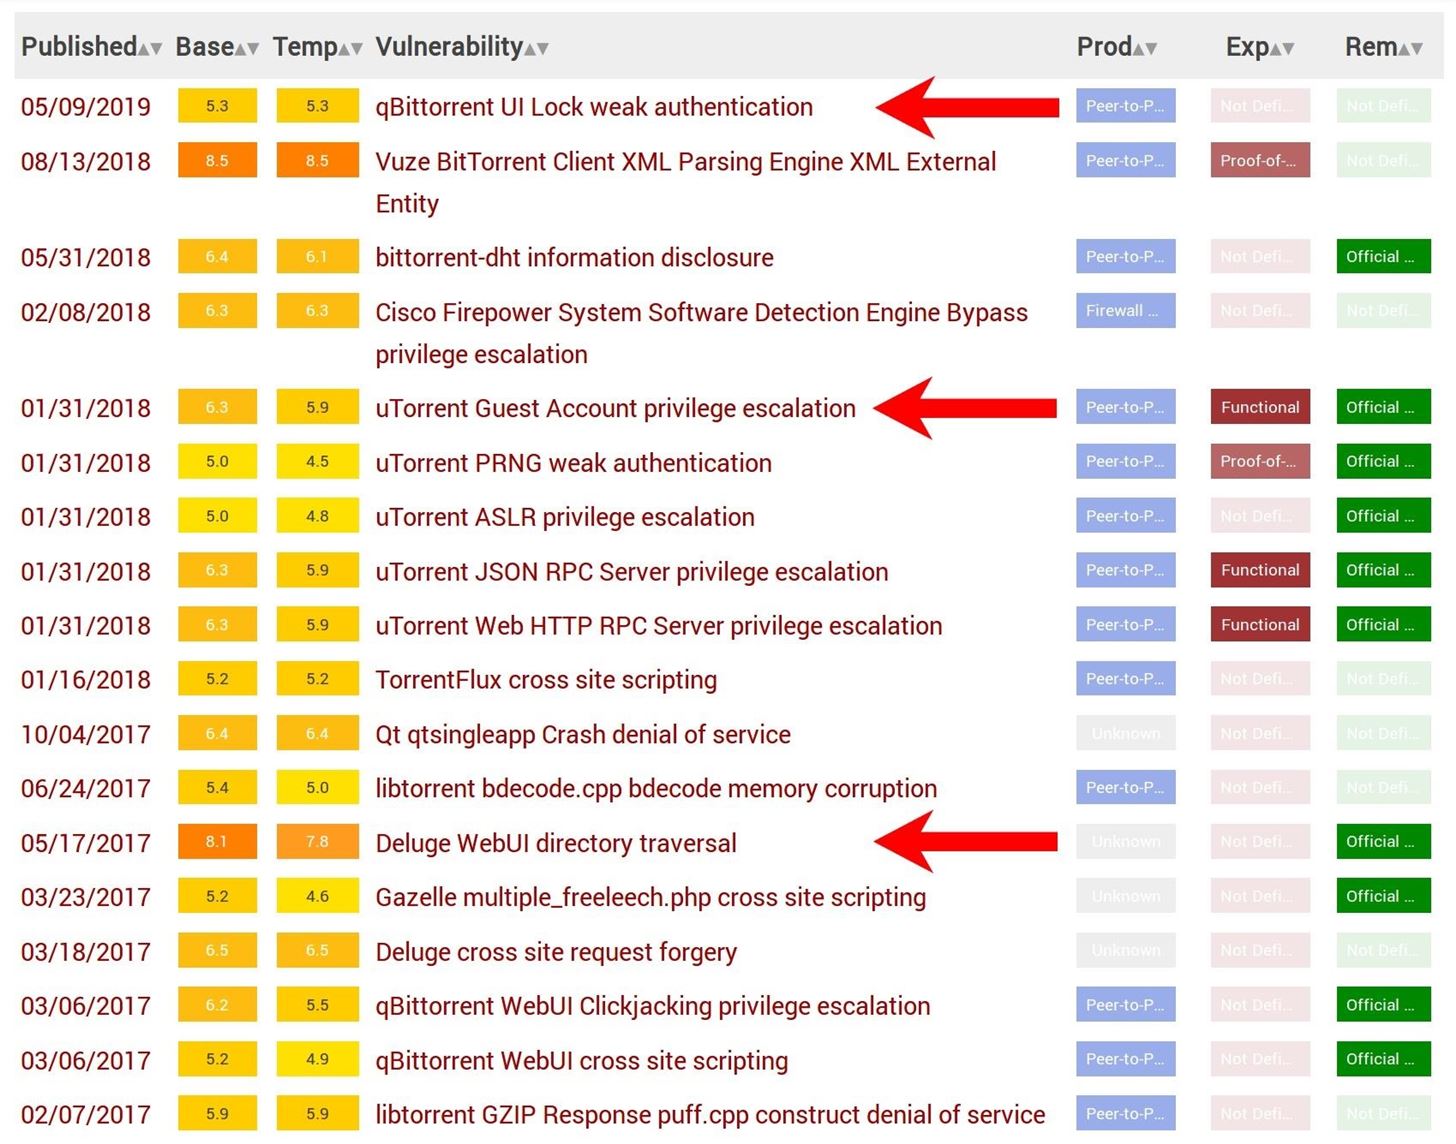 Published▲▼ Base▲▼ Temp▲▼ Vulnerability▲▼ Prod▲▼ Exp▲▼ Rem▲▼
05/09/2019 5.3 5.3 qBittorrent UI Lock weak authentication Peer-to-P... Not Defi... Not Defi...
08/13/2018 8.5 8.5 Vuze BitTorrent Client XML Parsing Engine XML External Peer-to-P... Proof-of-... Not Defi...
Entity
05/31/2018 6.4 6.1 bittorrent-dht information disclosure Peer-to-P... Not Defi... Official ...
02/08/2018 6.3 6.3 Cisco Firepower System Software Detection Engine Bypass Firewall ... Not Defi... Not Defi...
privilege escalation
01/31/2018 6.3 5.9 uTorrent Guest Account privilege escalation Peer-to-P... Functional Official ...
01/31/2018 5.0 4.5 uTorrent PRNG weak authentication Peer-to-P... Proof-of-... Official ...
01/31/2018 5.0 4.8 uTorrent ASLR privilege escalation Peer-to-P... Not Defi... Official ...
01/31/2018 6.3 5.9 uTorrent JSON RPC Server privilege escalation Peer-to-P... Functional Official ...
01/31/2018 6.3 5.9 uTorrent Web HTTP RPC Server privilege escalation Peer-to-P... Functional Official ...
01/16/2018 5.2 5.2 TorrentFlux cross site scripting Peer-to-P... Not Defi... Not Defi...
10/04/2017 6.4 6.4 Qt qtsingleapp Crash denial of service Unknown Not Defi... Not Defi...
06/24/2017 5.4 5.0 libtorrent bdecode.cpp bdecode memory corruption Peer-to-P... Not Defi... Not Defi...
05/17/2017 8.1 7.8 Deluge WebUI directory traversal Unknown Not Defi... Official ...
03/23/2017 5.2 4.6 Gazelle multiple_freeleech.php cross site scripting Unknown Not Defi... Official ...
03/18/2017 6.5 6.5 Deluge cross site request forgery Unknown Not Defi... Not Defi...
03/06/2017 6.2 5.5 qBittorrent WebUI Clickjacking privilege escalation Peer-to-P... Not Defi... Official ...
03/06/2017 5.2 4.9 qBittorrent WebUI cross site scripting Peer-to-P... Not Defi... Official ...
02/07/2017 5.9 5.9 libtorrent GZIP Response puff.cpp construct denial of service Peer-to-P... Not Defi... Not Defi...